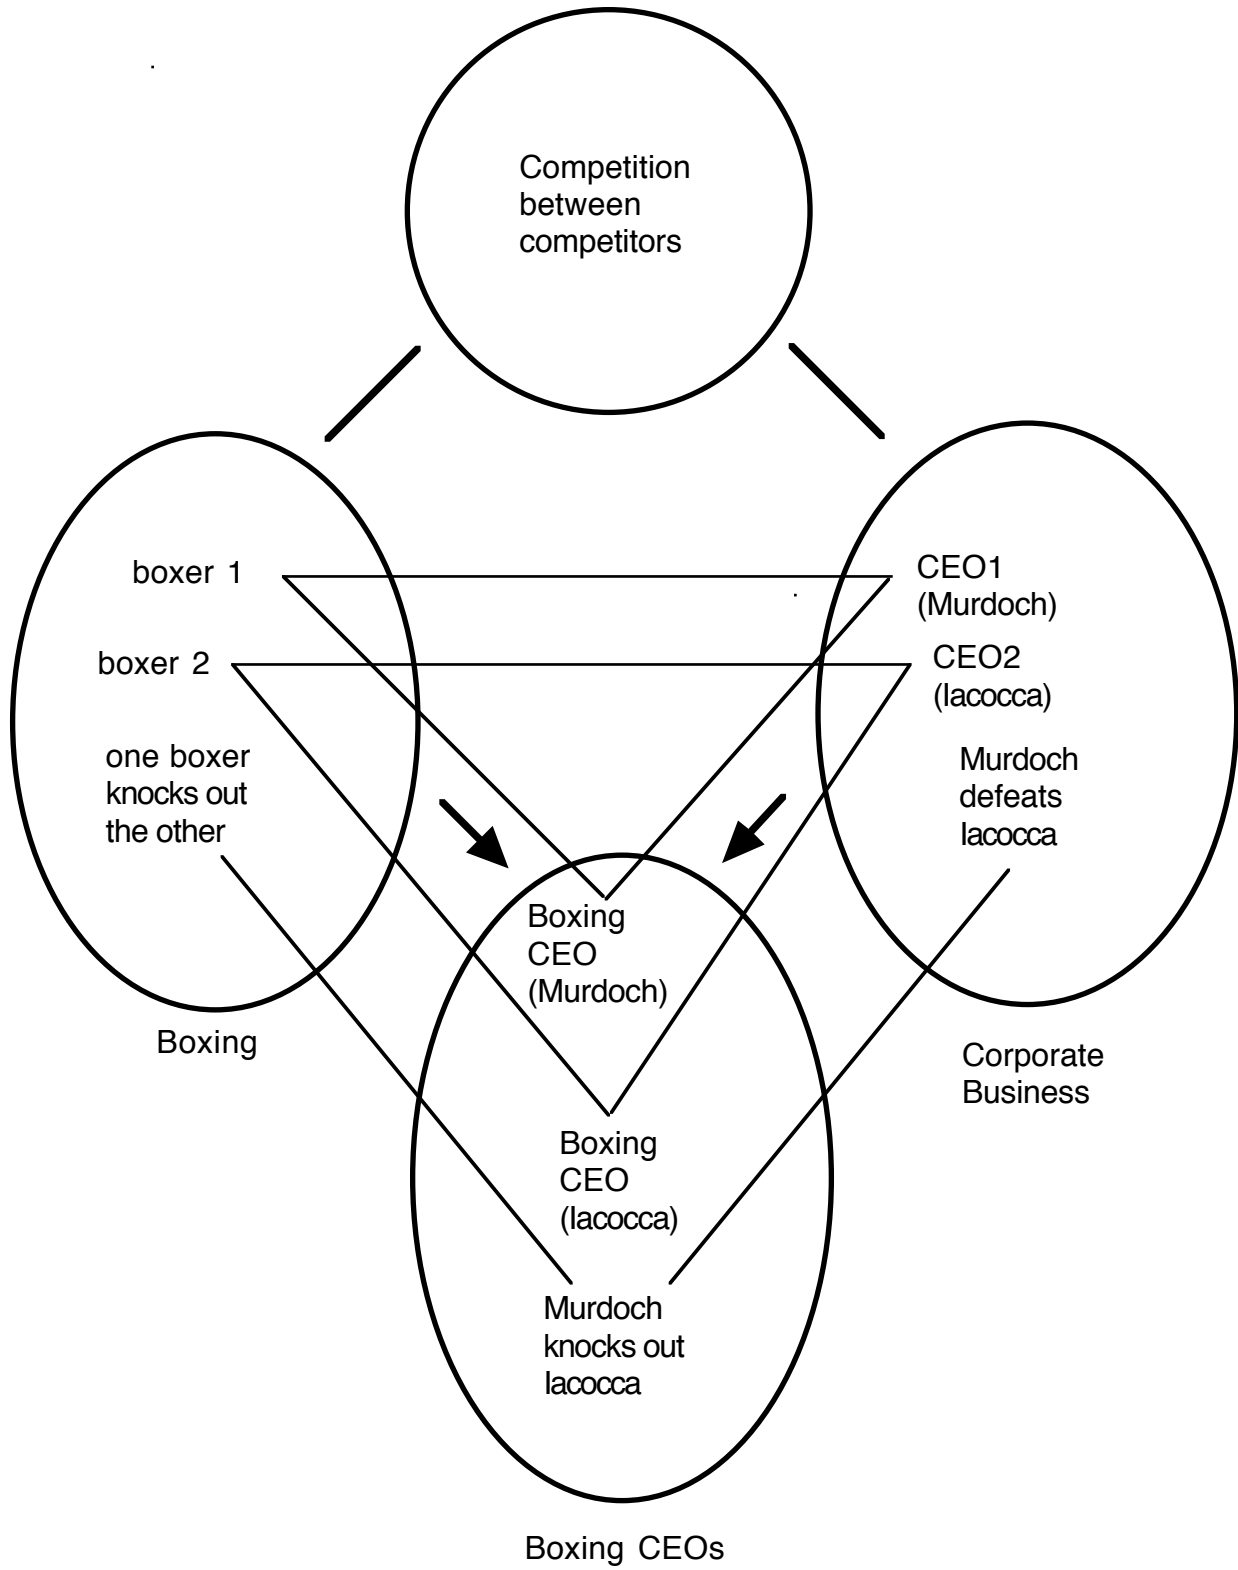 Competition
between
competitors
boxer 1
boxer 2
one boxer
knocks out
the other
Boxing
CEO1
(Murdoch)
CEO2
(Iacocca)
Murdoch
defeats
Iacocca
Corporate
Business
Boxing
CEO
(Murdoch)
Boxing
CEO
(Iacocca)
Murdoch
knocks out
Iacocca
Boxing CEOs